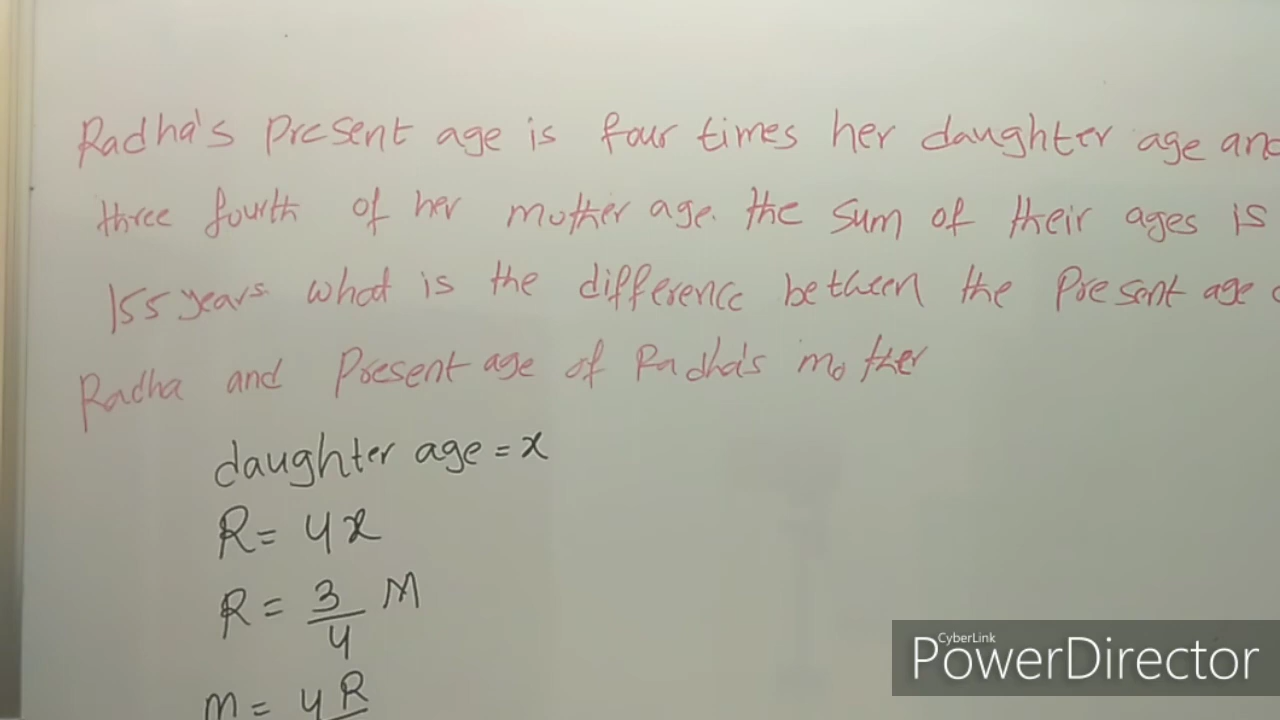 Radha's present age is four times her daughter age and
three fourth of her mother age. the sum of their ages is
155 years what is the difference between the present age
Radha and present age of Radha's mother
daughter age = x
R = 4x
R = 3/4 M
M = 4R
CyberLink
PowerDirector